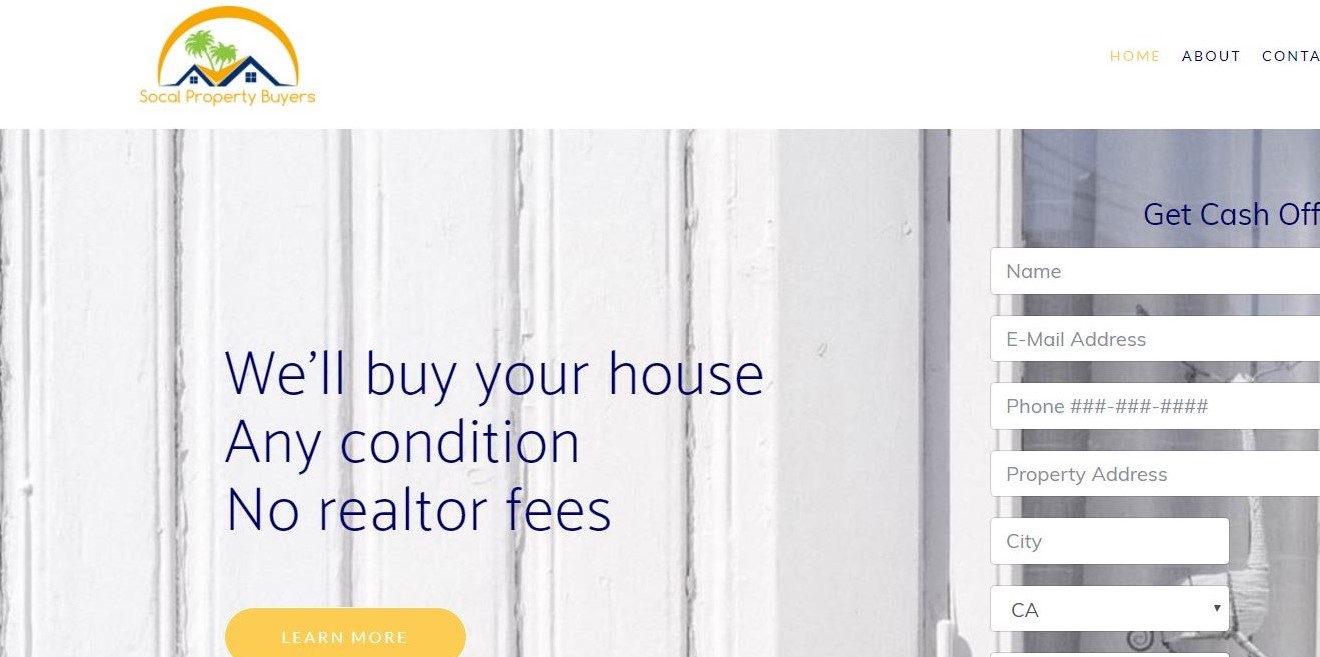 Socal Property Buyers
HOME ABOUT CONTA
Get Cash Off
Name
E-Mail Address
Phone ###-###-####
Property Address
City
CA
We’ll buy your house
Any condition
No realtor fees
LEARN MORE